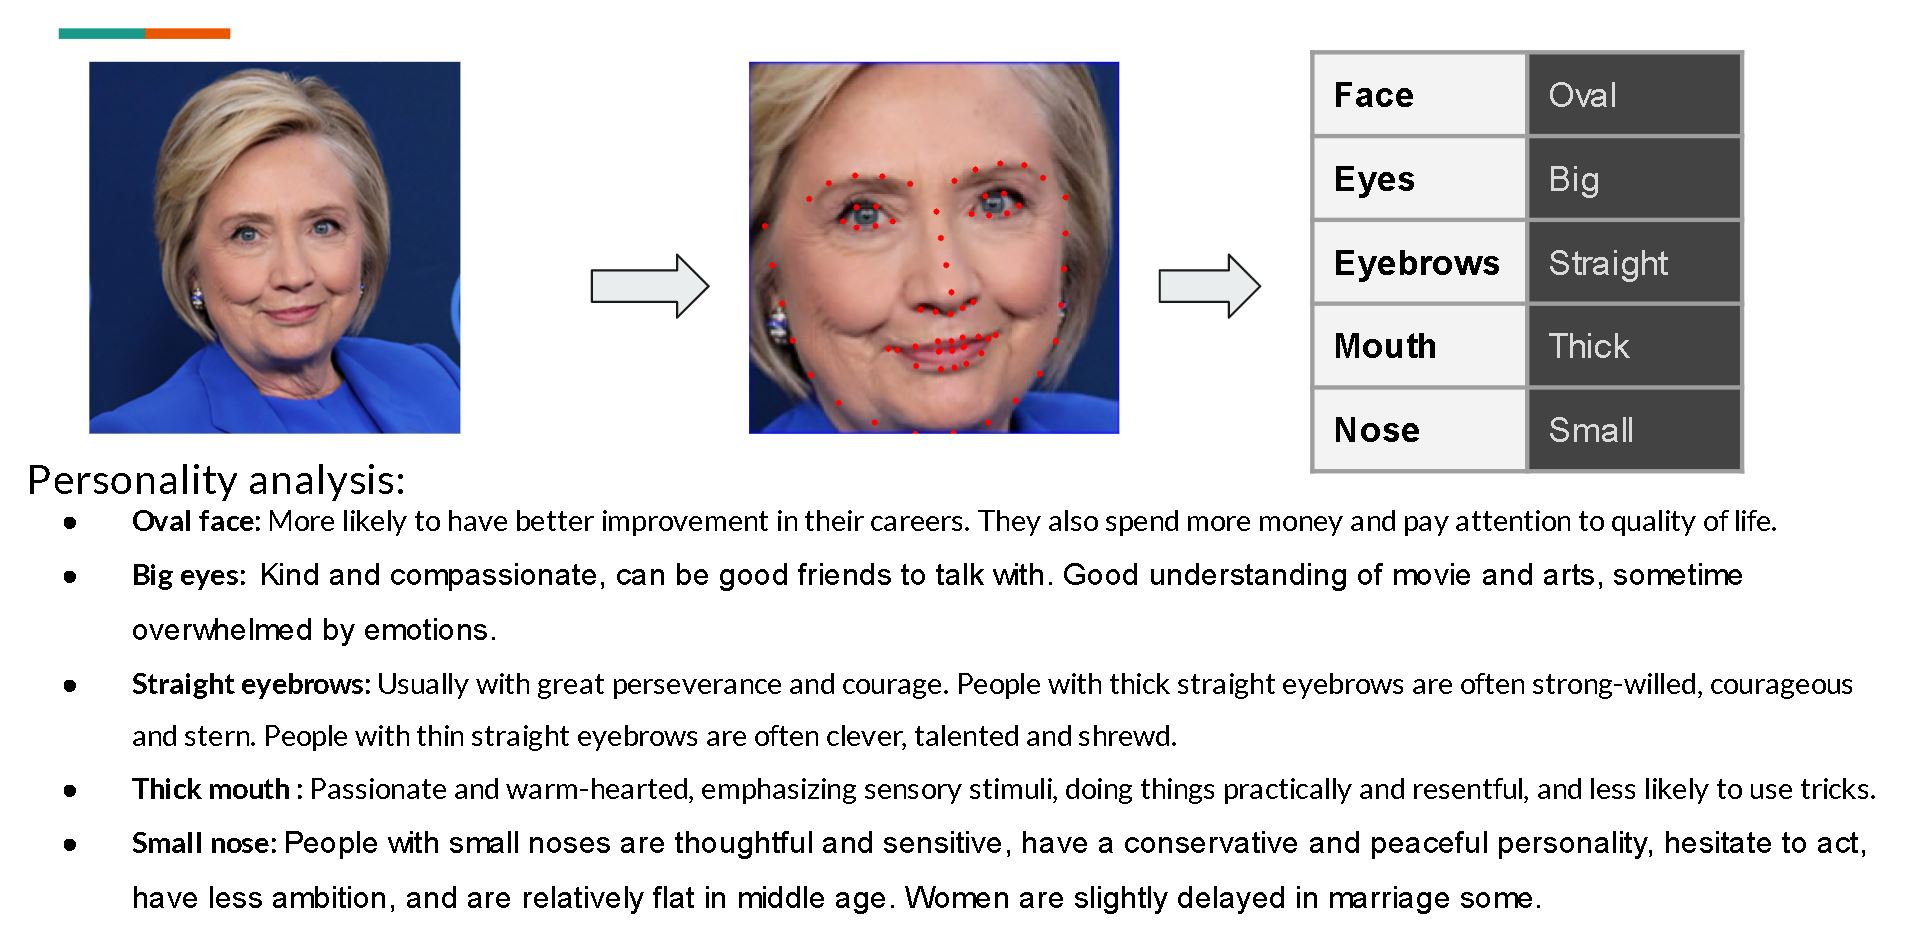 Face Oval
Eyes Big
Eyebrows Straight
Mouth Thick
Nose Small
Personality analysis:
● Oval face: More likely to have better improvement in their careers. They also spend more money and pay attention to quality of life.
● Big eyes: Kind and compassionate, can be good friends to talk with. Good understanding of movie and arts, sometime
overwhelmed by emotions.
● Straight eyebrows: Usually with great perseverance and courage. People with thick straight eyebrows are often strong-willed, courageous
and stern. People with thin straight eyebrows are often clever, talented and shrewd.
● Thick mouth : Passionate and warm-hearted, emphasizing sensory stimuli, doing things practically and resentful, and less likely to use tricks.
● Small nose: People with small noses are thoughtful and sensitive, have a conservative and peaceful personality, hesitate to act,
have less ambition, and are relatively flat in middle age. Women are slightly delayed in marriage some.